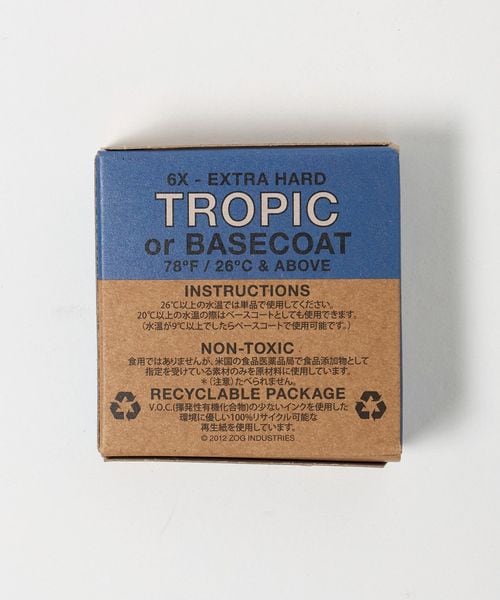 6X - EXTRA HARD
TROPIC
or BASECOAT
78°F / 26°C & ABOVE
INSTRUCTIONS
26℃以上の水温では単品で使用してください。
20℃以上の水温の際はベースコートとしても使用できます。
(水温が9℃以上でしたらベースコートで使用可能です。)
NON-TOXIC
食用ではありませんが、米国の食品医薬品局で食品添加物として
指定を受けている素材のみを原材料に使用しています。
＊(注意)たべられません。
RECYCLABLE PACKAGE
V.O.C.(揮発性有機化合物)の少ないインクを使用した
環境に優しい100%リサイクル可能な
再生紙を使用しています。
© 2012 ZOG INDUSTRIES